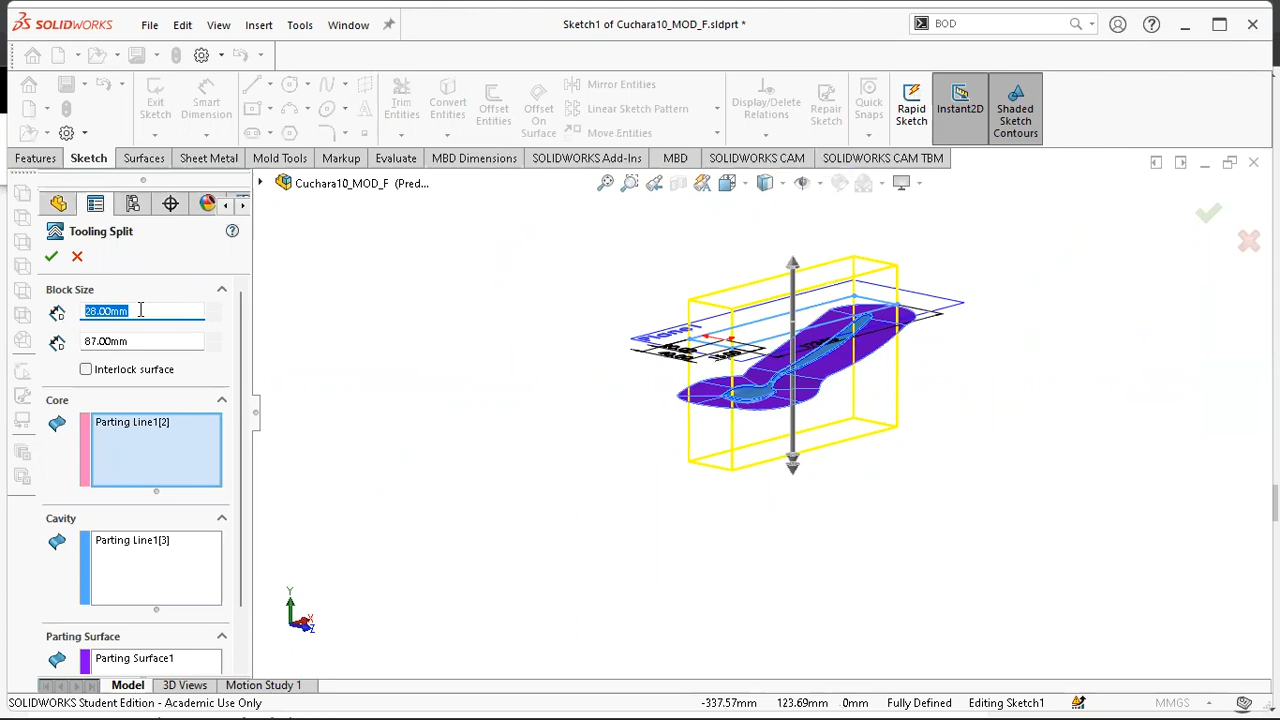 SOLIDWORKS File Edit View Insert Tools Window Sketch1 of Cuchara10_MOD_F.sldprt * BOD
Exit Sketch Smart Dimension Trim Entities Convert Entities Offset Entities Offset On Surface Mirror Entities Linear Sketch Pattern Move Entities Display/Delete Relations Repair Sketch Quick Snaps Rapid Sketch Instant2D Shaded Sketch Contours
Features Sketch Surfaces Sheet Metal Mold Tools Markup Evaluate MBD Dimensions SOLIDWORKS Add-Ins MBD SOLIDWORKS CAM SOLIDWORKS CAM TBM
Cuchara10_MOD_F (Pred...
Tooling Split
Block Size
28.00mm
87.00mm
Interlock surface
Core
Parting Line1[2]
Cavity
Parting Line1[3]
Parting Surface
Parting Surface1
Plane1
Y
X
Z
Model 3D Views Motion Study 1
SOLIDWORKS Student Edition - Academic Use Only -337.57mm 123.69mm 0mm Fully Defined Editing Sketch1 MMGS